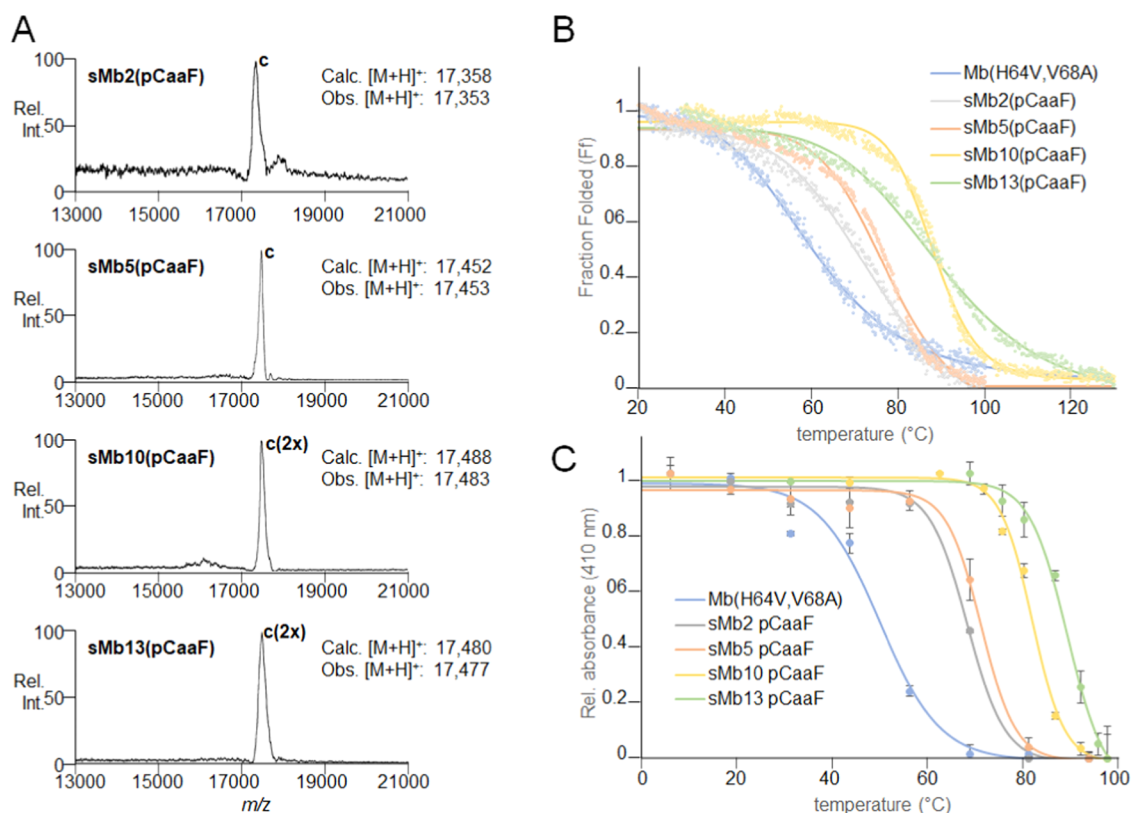 A
100
sMb2(pCaaF)
c
Calc. [M+H]⁺: 17,358
Obs. [M+H]⁺: 17,353
Rel.
Int.
50
0
13000 15000 17000 19000 21000
100
sMb5(pCaaF)
c
Calc. [M+H]⁺: 17,452
Obs. [M+H]⁺: 17,453
Rel.
Int.
50
0
13000 15000 17000 19000 21000
100
sMb10(pCaaF)
c(2x)
Calc. [M+H]⁺: 17,488
Obs. [M+H]⁺: 17,483
Rel.
Int.
50
0
13000 15000 17000 19000 21000
100
sMb13(pCaaF)
c(2x)
Calc. [M+H]⁺: 17,480
Obs. [M+H]⁺: 17,477
Rel.
Int.
50
0
13000 15000 17000 19000 21000
m/z
B
Mb(H64V,V68A)
sMb2(pCaaF)
sMb5(pCaaF)
sMb10(pCaaF)
sMb13(pCaaF)
Fraction Folded (Ff)
1
0.8
0.6
0.4
0.2
0
20 40 60 80 100 120
temperature (°C)
C
Rel. absorbance (410 nm)
1
0.8
0.6
0.4
0.2
0
Mb(H64V,V68A)
sMb2 pCaaF
sMb5 pCaaF
sMb10 pCaaF
sMb13 pCaaF
0 20 40 60 80 100
temperature (°C)